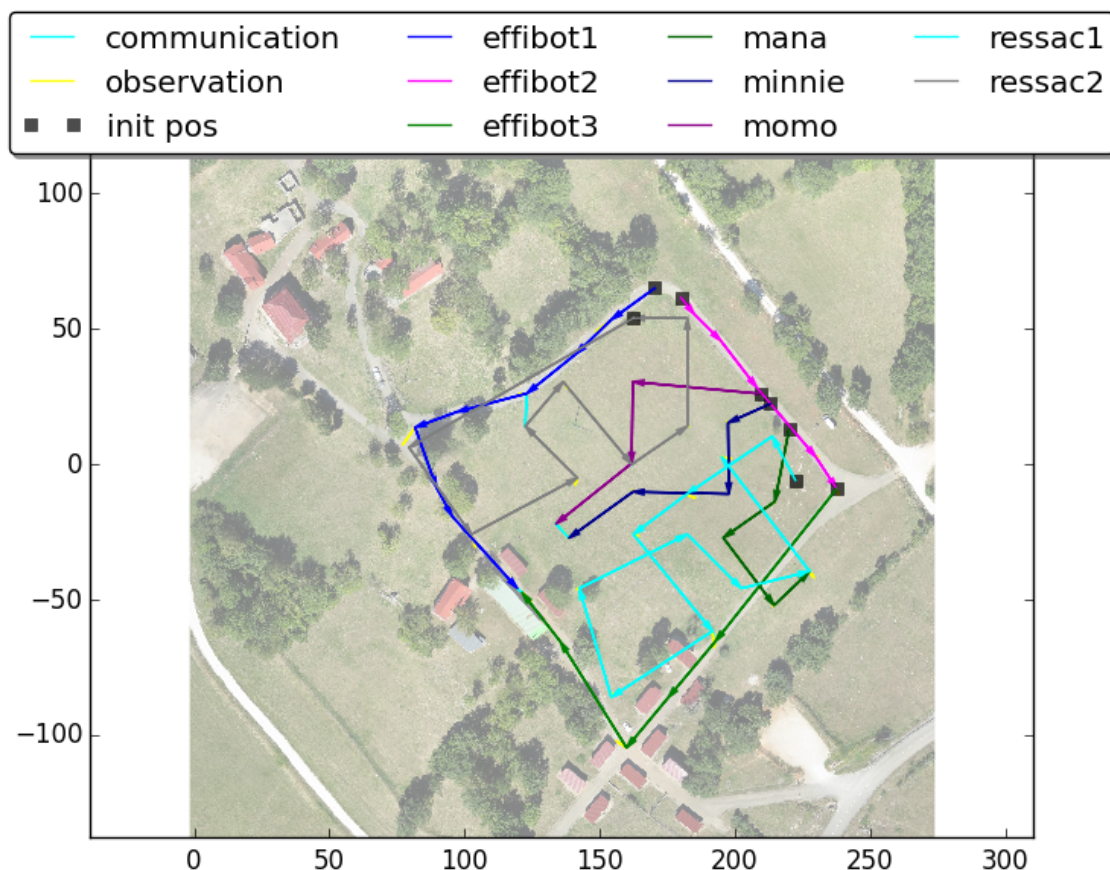 communication effibot1 mana ressac1
observation effibot2 minnie ressac2
init pos effibot3 momo
100
50
0
−50
−100
0 50 100 150 200 250 300